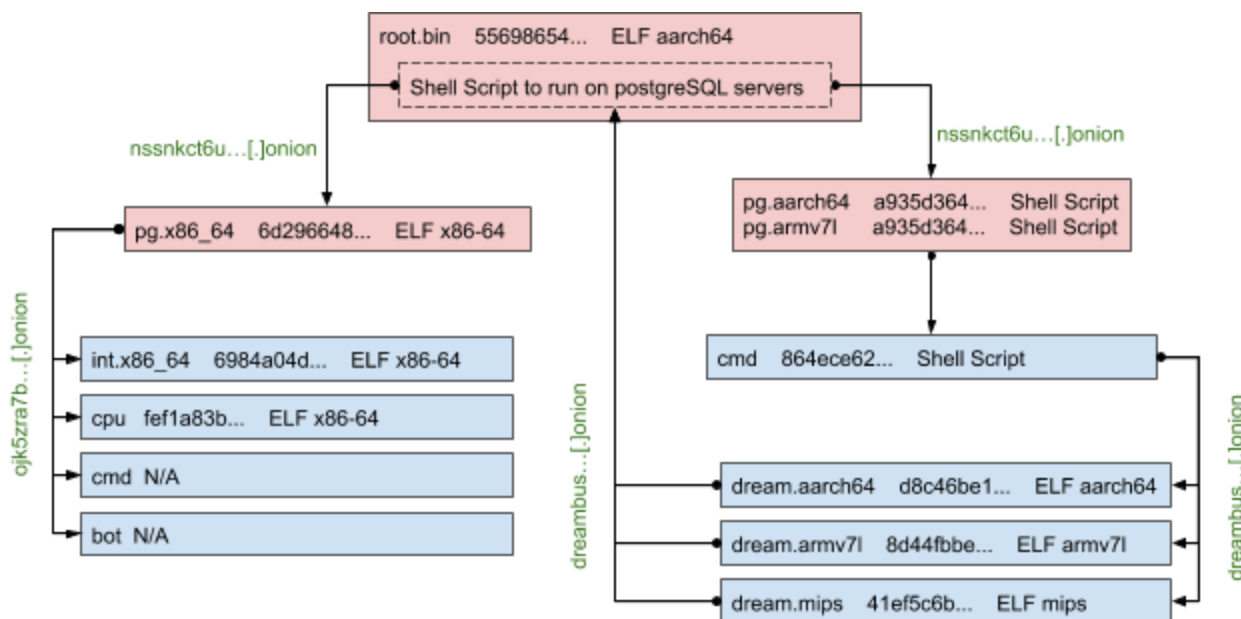 root.bin 55698654... ELF aarch64
Shell Script to run on postgreSQL servers
nssnkct6u...[.]onion
nssnkct6u...[.]onion
pg.x86_64 6d296648... ELF x86-64
pg.aarch64 a935d364... Shell Script
pg.armv7l a935d364... Shell Script
ojk5zra7b...[.]onion
int.x86_64 6984a04d... ELF x86-64
cpu fef1a83b... ELF x86-64
cmd N/A
bot N/A
cmd 864ece62... Shell Script
dreambus...[.]onion
dreambus...[.]onion
dream.aarch64 d8c46be1... ELF aarch64
dream.armv7l 8d44fbbe... ELF armv7l
dream.mips 41ef5c6b... ELF mips